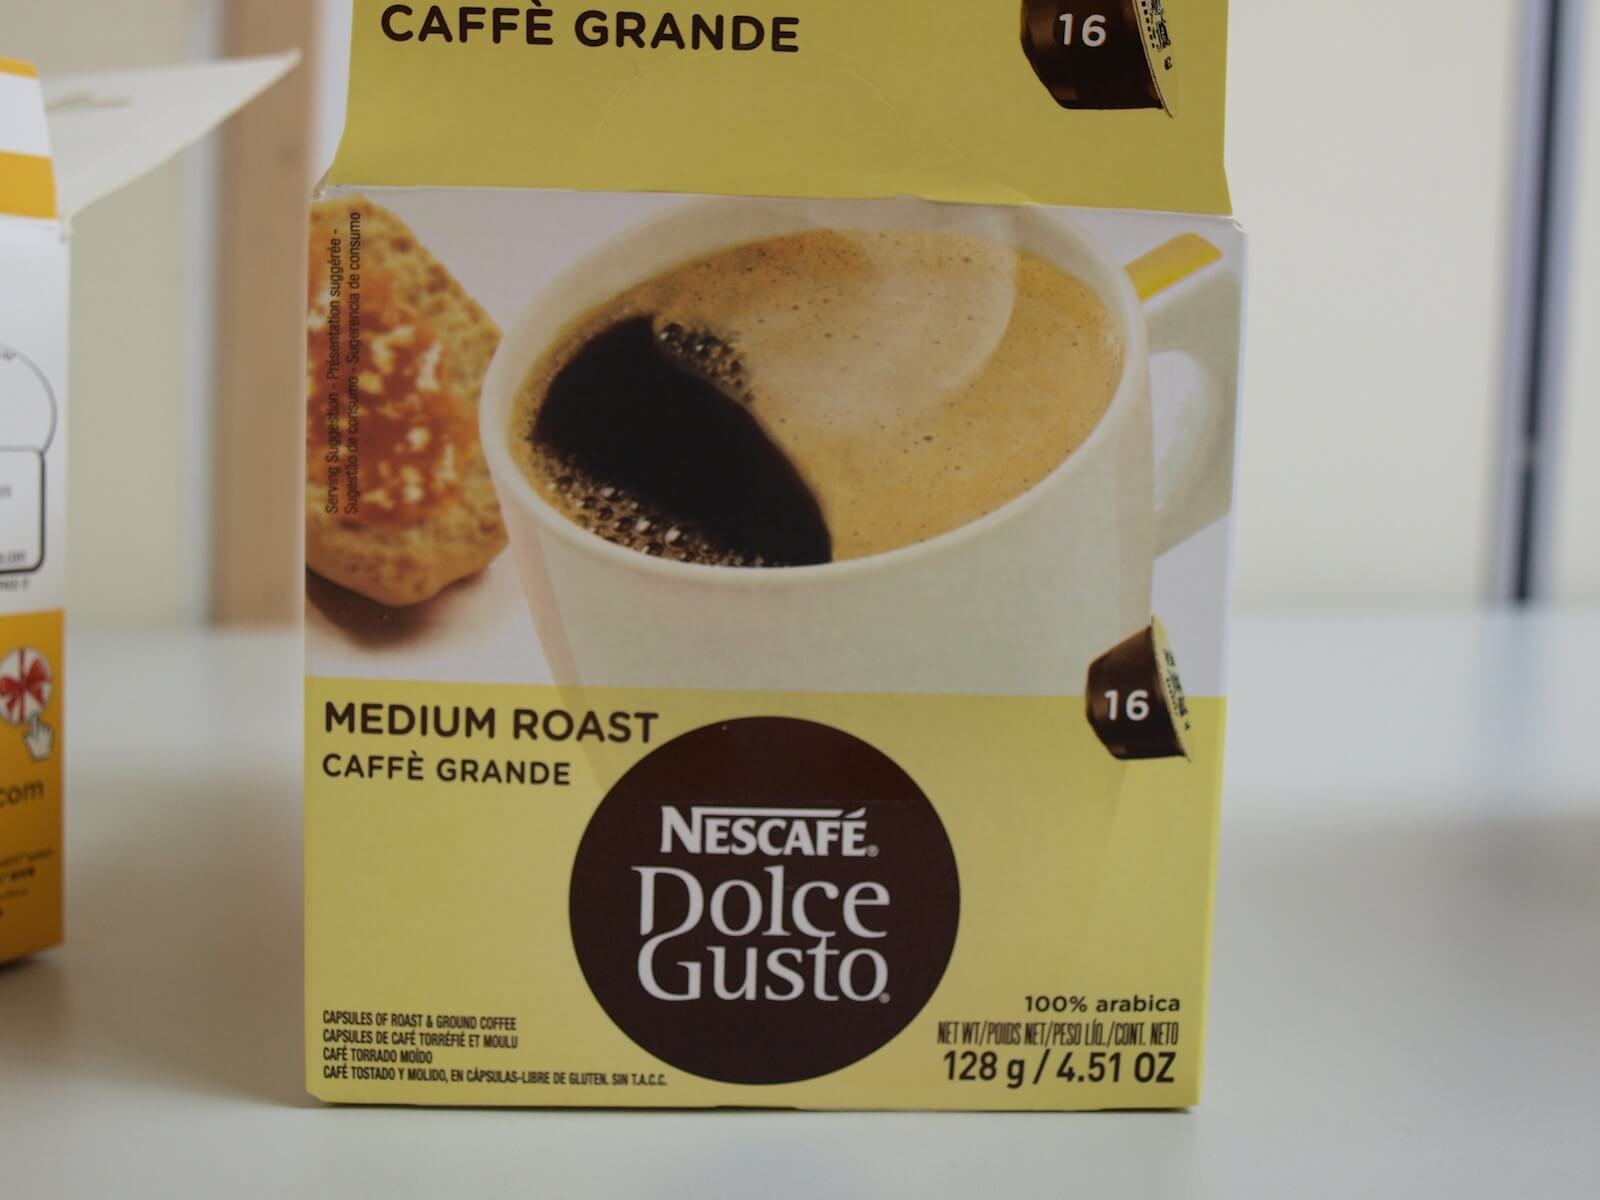 CAFFÈ GRANDE
16
Serving Suggestion - Présentation suggérée -
Sugestão de consumo - Sugerencia de consumo
MEDIUM ROAST
CAFFÈ GRANDE
16
NESCAFÉ®
DOLCE
GUSTO®
CAPSULES OF ROAST & GROUND COFFEE
CAPSULES DE CAFÉ TORRÉFIÉ ET MOULU
CAFÉ TORRADO MOÍDO
CAFÉ TOSTADO Y MOLIDO, EN CÁPSULAS-LIBRE DE GLUTEN. SIN T.A.C.C.
100% arabica
NET WT/POIDS NET/PESO LÍQ./CONT. NETO
128 g / 4.51 OZ
com